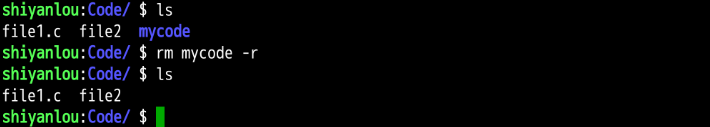 shiyanlou:Code/ $ ls
file1.c  file2  mycode
shiyanlou:Code/ $ rm mycode -r
shiyanlou:Code/ $ ls
file1.c  file2
shiyanlou:Code/ $